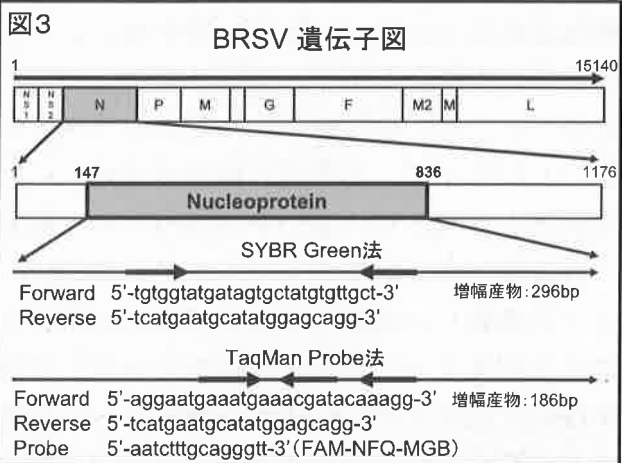 図3
BRSV 遺伝子図
1 15140
NS1 NS2 N P M G F M2 M L
1 147 836 1176
Nucleoprotein
SYBR Green法
Forward 5'-tgtggtatgatagtgctatgtgttgct-3' 増幅産物:296bp
Reverse 5'-tcatgaatgcatatggagcagg-3'
TaqMan Probe法
Forward 5'-aggaatgaaatgaaacgatacaaagg-3' 増幅産物:186bp
Reverse 5'-tcatgaatgcatatggagcagg-3'
Probe 5'-aatctttgcagggtt-3'(FAM-NFQ-MGB)